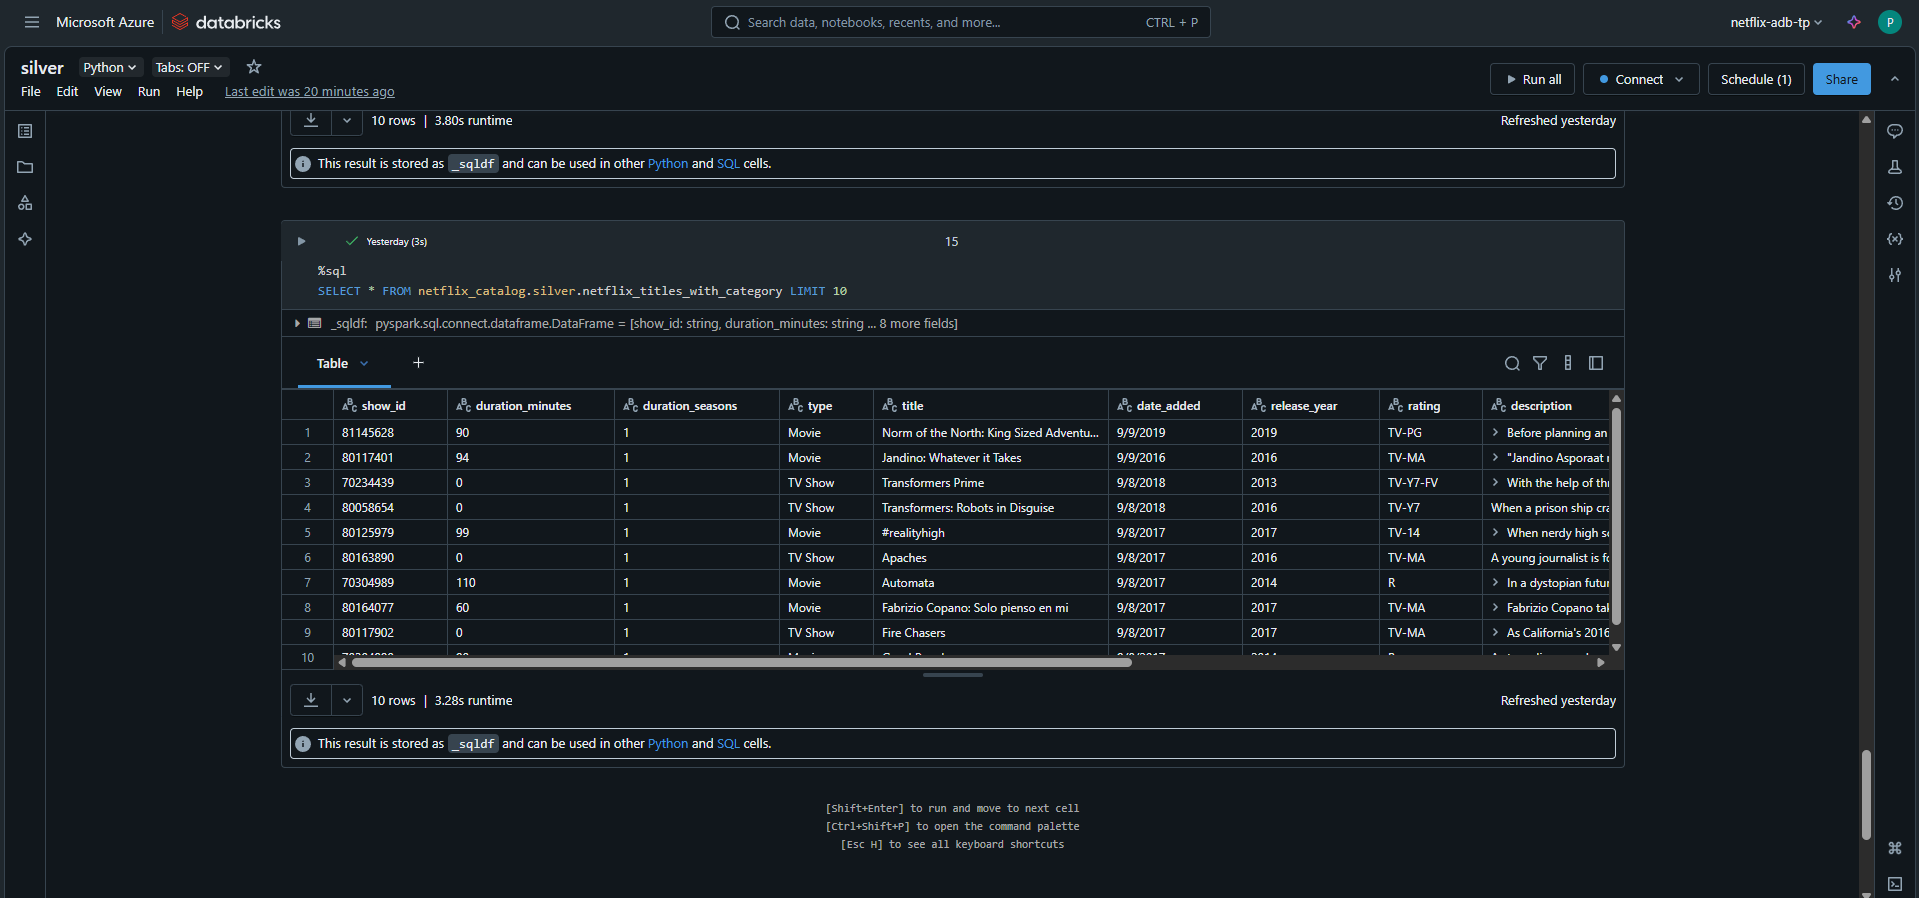 Microsoft Azure databricks Search data, notebooks, recents, and more... CTRL + P netflix-adb-tp P
silver Python Tabs: OFF
File Edit View Run Help Last edit was 20 minutes ago Run all Connect Schedule (1) Share
10 rows | 3.80s runtime Refreshed yesterday
This result is stored as _sqldf and can be used in other Python and SQL cells.
Yesterday (3s) 15
%sql
SELECT * FROM netflix_catalog.silver.netflix_titles_with_category LIMIT 10
_sqldf: pyspark.sql.connect.dataframe.DataFrame = [show_id: string, duration_minutes: string ... 8 more fields]
Table +
show_id duration_minutes duration_seasons type title date_added release_year rating description
1 81145628 90 1 Movie Norm of the North: King Sized Adventu... 9/9/2019 2019 TV-PG Before planning an
2 80117401 94 1 Movie Jandino: Whatever it Takes 9/9/2016 2016 TV-MA "Jandino Asporaat
3 70234439 0 1 TV Show Transformers Prime 9/8/2018 2013 TV-Y7-FV With the help of
4 80058654 0 1 TV Show Transformers: Robots in Disguise 9/8/2018 2016 TV-Y7 When a prison ship
5 80125979 99 1 Movie #realityhigh 9/8/2017 2017 TV-14 When nerdy high
6 80163890 0 1 TV Show Apaches 9/8/2017 2016 TV-MA A young journalist is
7 70304989 110 1 Movie Automata 9/8/2017 2014 R In a dystopian
8 80164077 60 1 Movie Fabrizio Copano: Solo pienso en mi 9/8/2017 2017 TV-MA Fabrizio Copano
9 80117902 0 1 TV Show Fire Chasers 9/8/2017 2017 TV-MA As California's 2016
10
10 rows | 3.28s runtime Refreshed yesterday
This result is stored as _sqldf and can be used in other Python and SQL cells.
[Shift+Enter] to run and move to next cell
[Ctrl+Shift+P] to open the command palette
[Esc H] to see all keyboard shortcuts